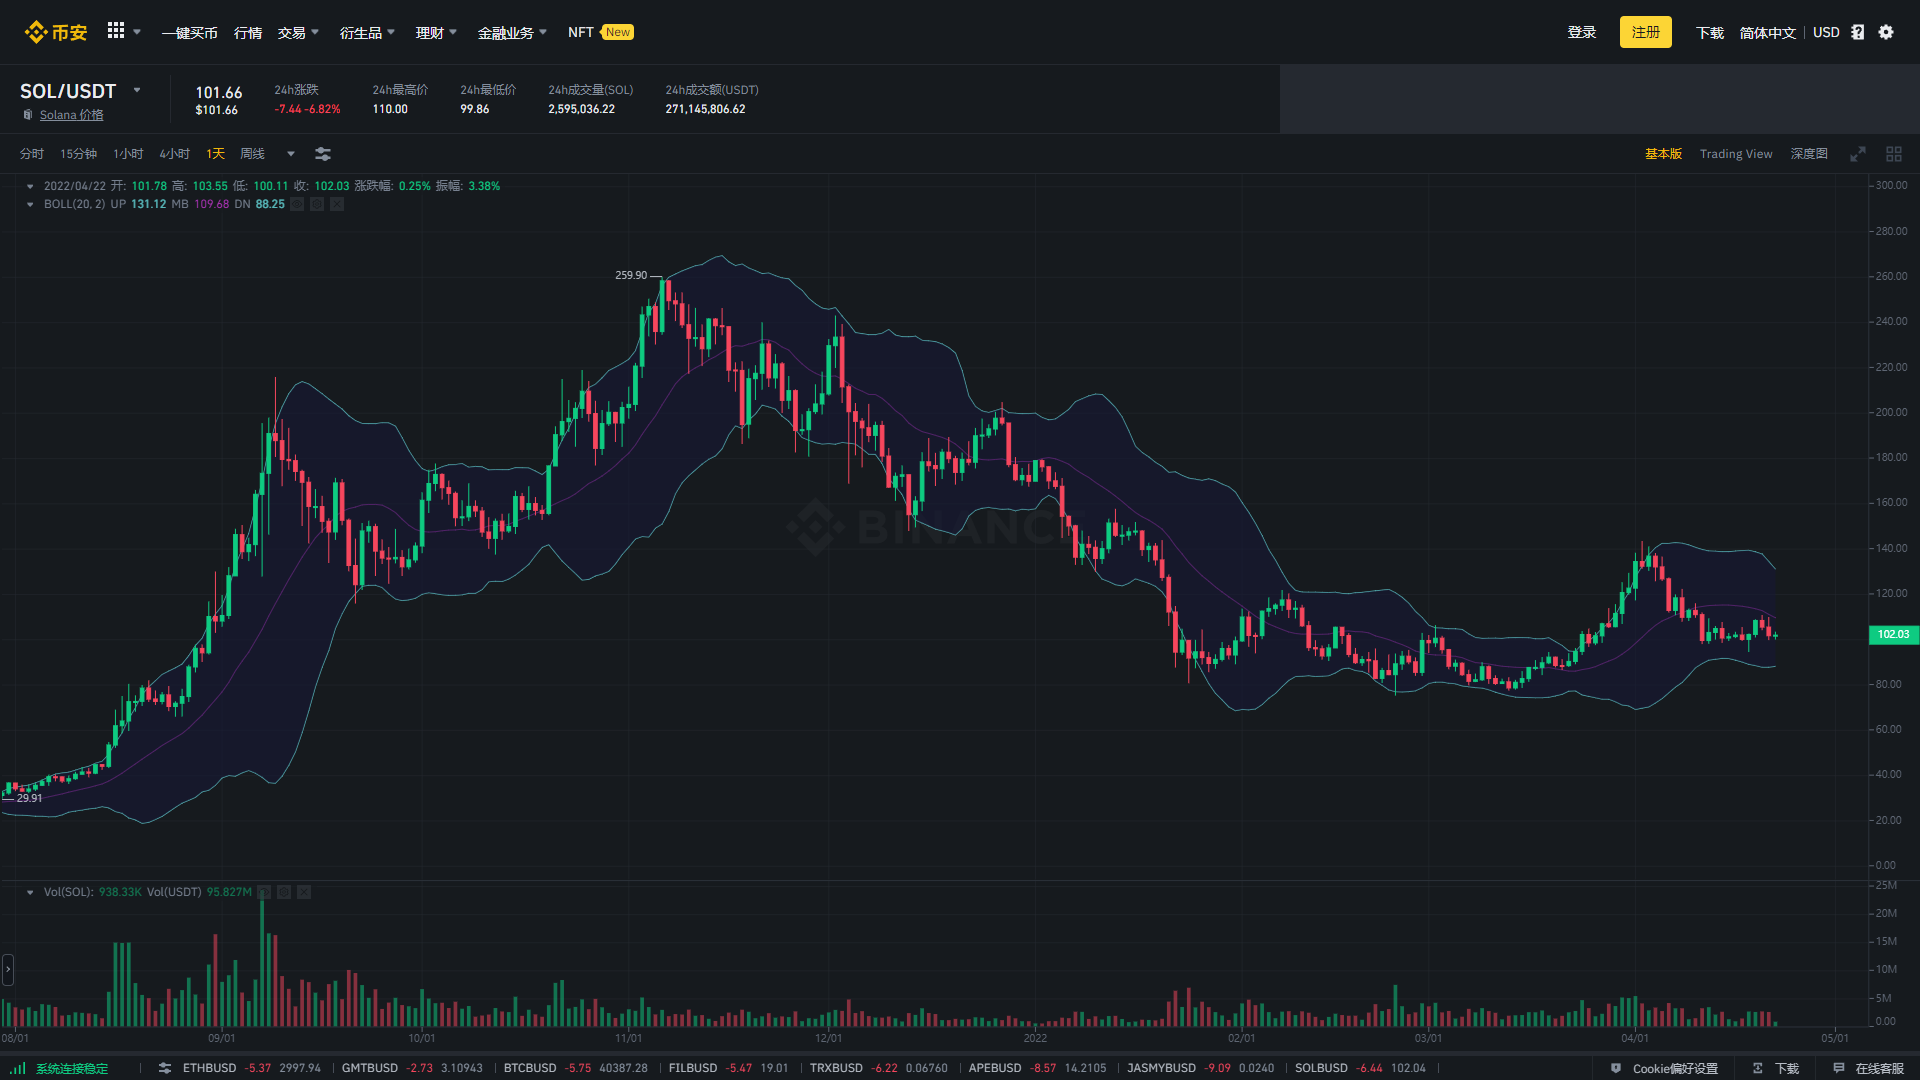 币安 一键买币 行情 交易 衍生品 理财 金融业务 NFT New 登录 注册 下载 简体中文 USD
SOL/USDT
Solana 价格
101.66
$101.66
24h涨跌
-7.44 -6.82%
24h最高价
110.00
24h最低价
99.86
24h成交量(SOL)
2,595,036.22
24h成交额(USDT)
271,145,806.62
分时 15分钟 1小时 4小时 1天 周线 基本版 Trading View 深度图
2022/04/22 开: 101.78 高: 103.55 低: 100.11 收: 102.03 涨跌幅: 0.25% 振幅: 3.38%
BOLL(20, 2) UP 131.12 MB 109.68 DN 88.25
259.90
29.91
BINANCE
300.00
280.00
260.00
240.00
220.00
200.00
180.00
160.00
140.00
120.00
102.03
80.00
60.00
40.00
20.00
0.00
Vol(SOL): 938.33K Vol(USDT) 95.827M
25M
20M
15M
10M
5M
0.00
08/01 09/01 10/01 11/01 12/01 2022 02/01 03/01 04/01 05/01
系统连接稳定 ETHBUSD -5.37 2997.94 GMTBUSD -2.73 3.10943 BTCBUSD -5.75 40387.28 FILBUSD -5.47 19.01 TRXBUSD -6.22 0.06760 APEBUSD -8.57 14.2105 JASMYBUSD -9.09 0.0240 SOLBUSD -6.44 102.04 Cookie偏好设置 下载 在线客服